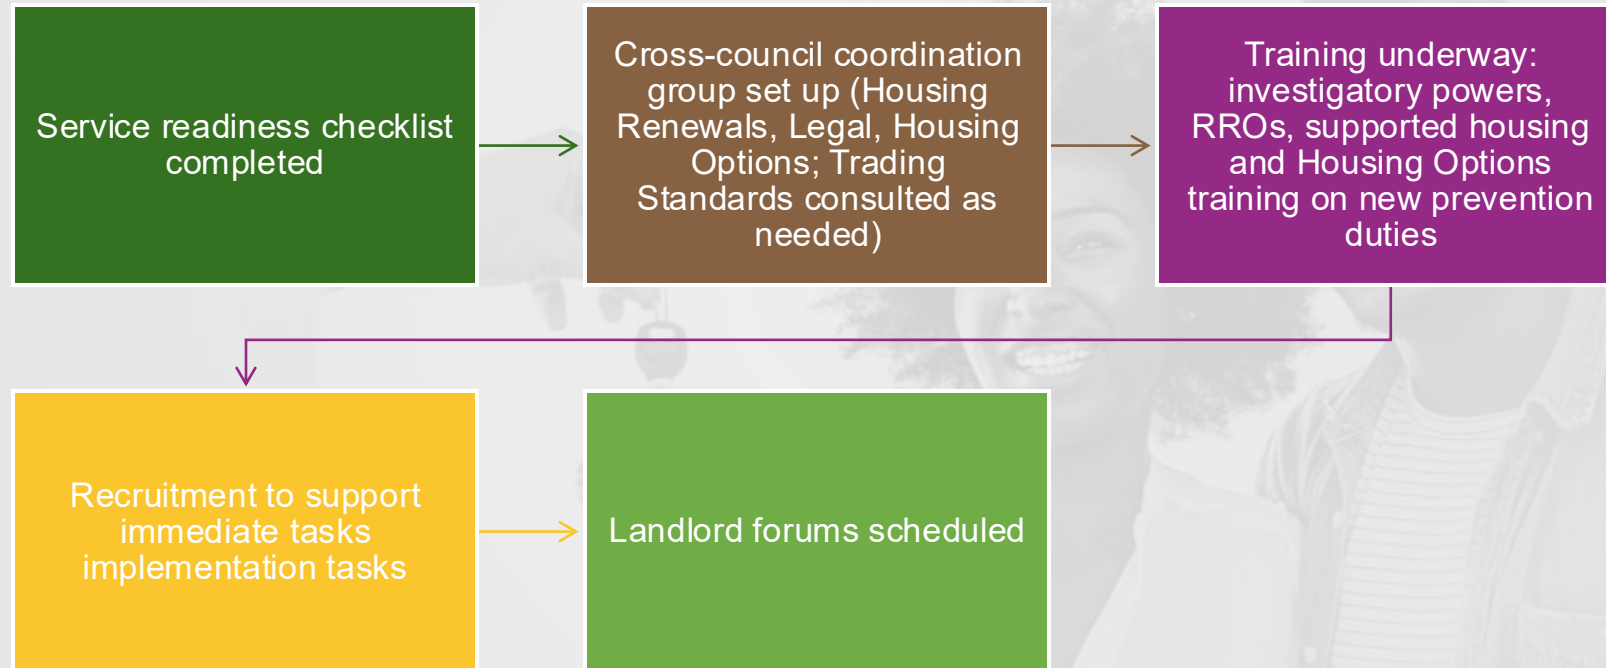 Service readiness checklist
completed
Cross-council coordination
group set up (Housing
Renewals, Legal, Housing
Options; Trading
Standards consulted as
needed)
Training underway:
investigatory powers,
RROs, supported housing
and Housing Options
training on new prevention
duties
Recruitment to support
immediate tasks
implementation tasks
Landlord forums scheduled